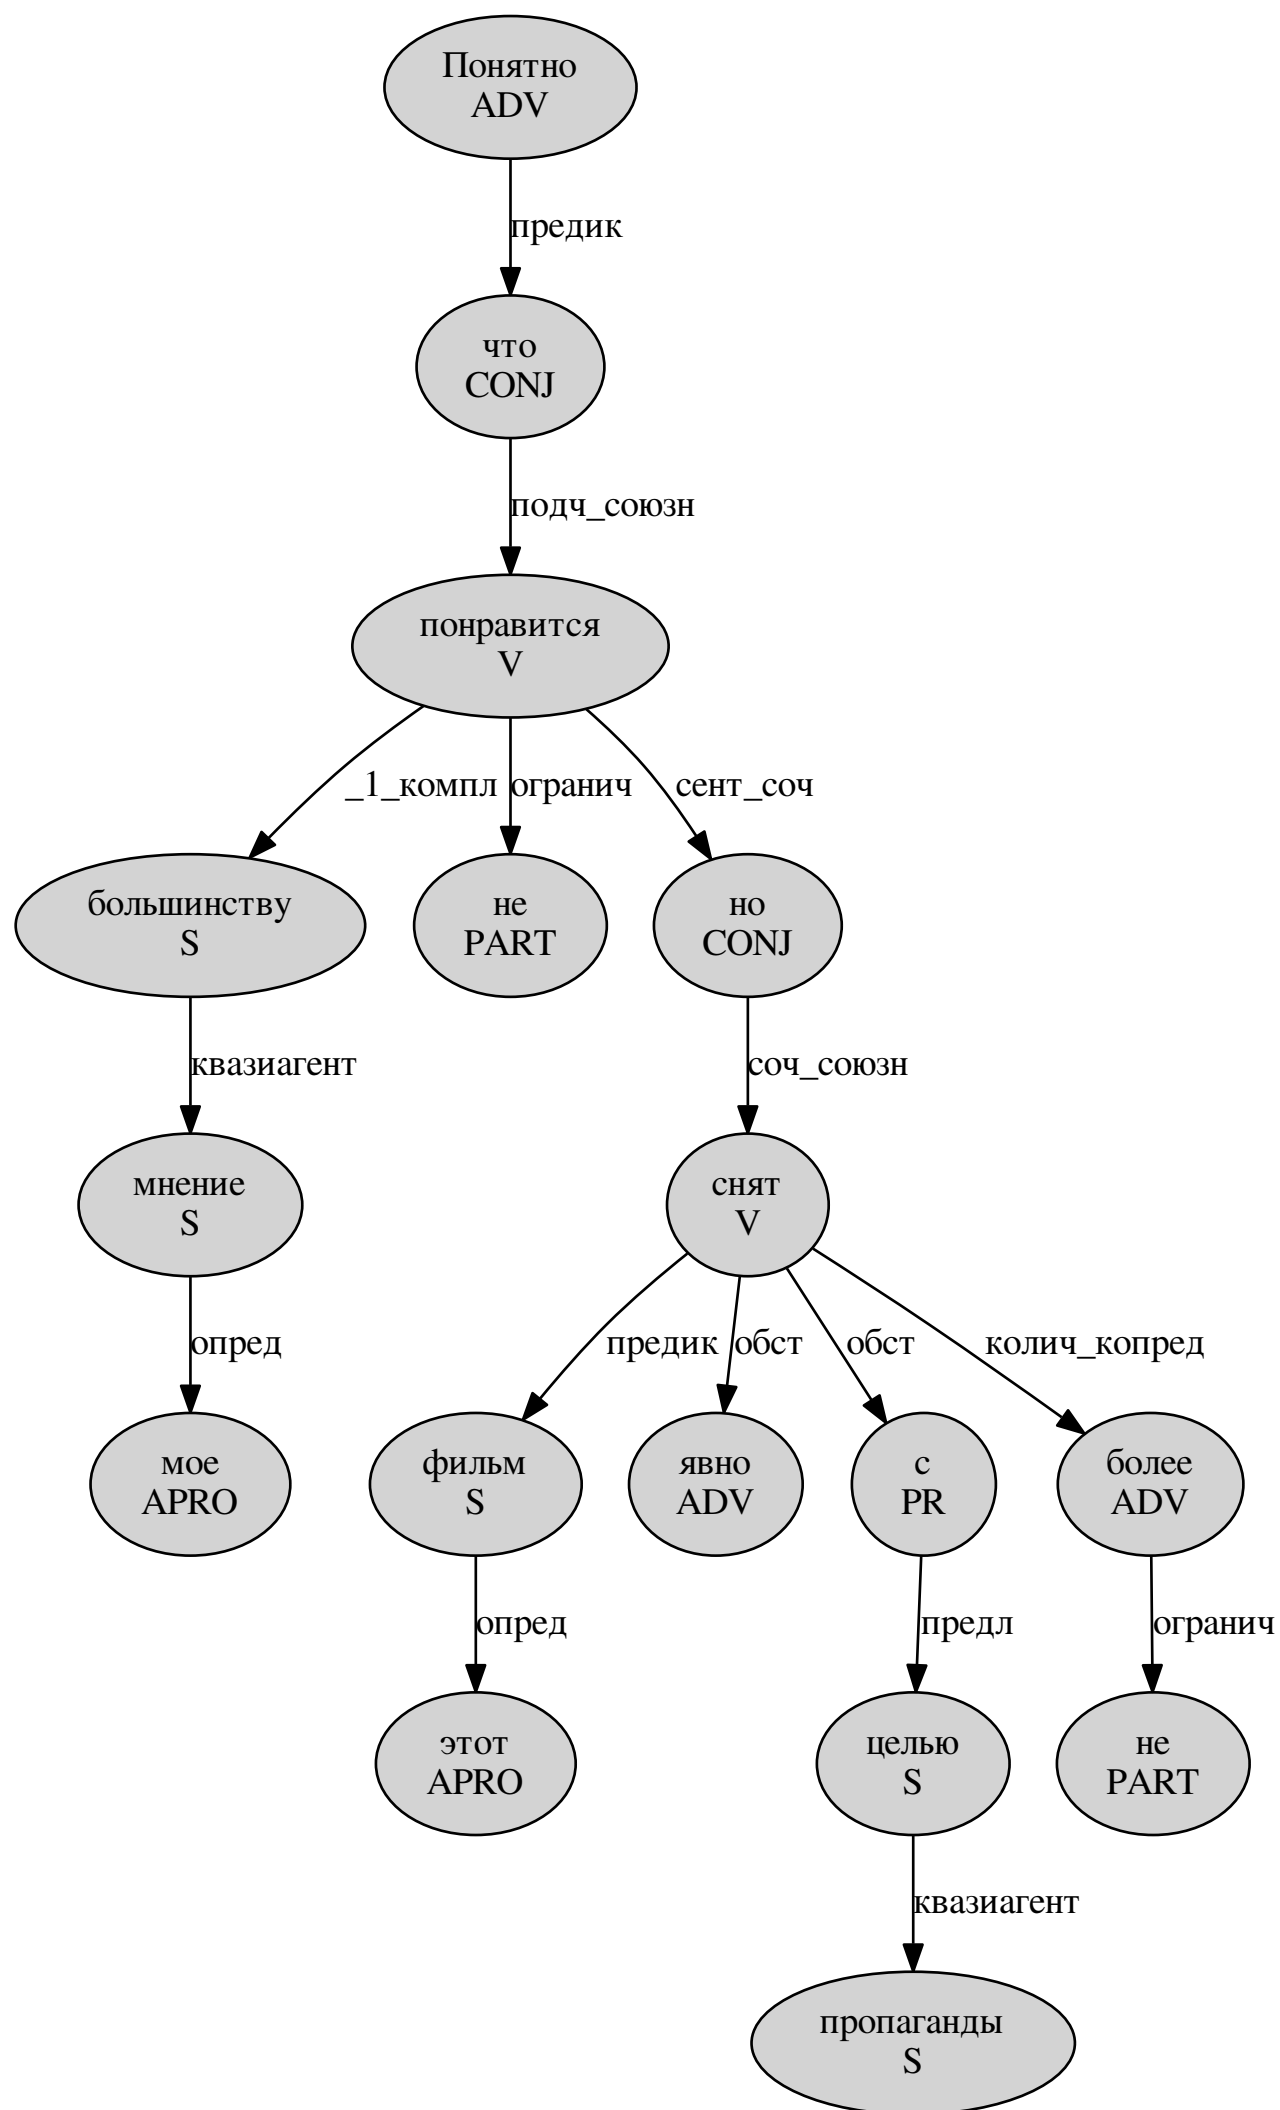 Понятно
ADV
предик
что
CONJ
подч_союзн
понравится
V
_1_компл
огранич
сент_соч
большинству
S
не
PART
но
CONJ
квазиагент
соч_союзн
мнение
S
снят
V
опред
предик
обст
обст
колич_копред
мое
APRO
фильм
S
явно
ADV
с
PR
более
ADV
опред
предл
огранич
этот
APRO
целью
S
не
PART
квазиагент
пропаганды
S